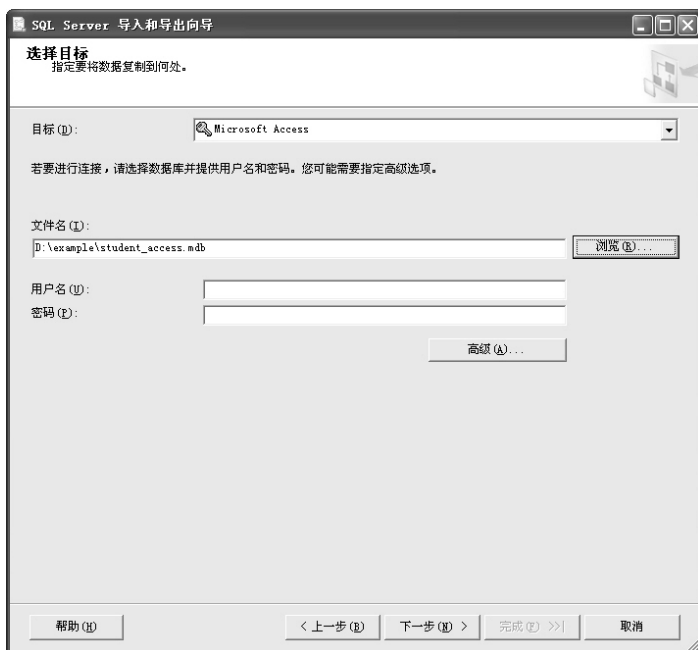 SQL Server 导入和导出向导
选择目标
指定要将数据复制到何处。
目标(D): Microsoft Access
若要进行连接，请选择数据库并提供用户名和密码。您可能需要指定高级选项。
文件名(I):
D:\example\student_access.mdb 浏览(R)...
用户名(U):
密码(P):
高级(A)...
帮助(H) < 上一步(B) 下一步(N) > 完成(F) >>| 取消